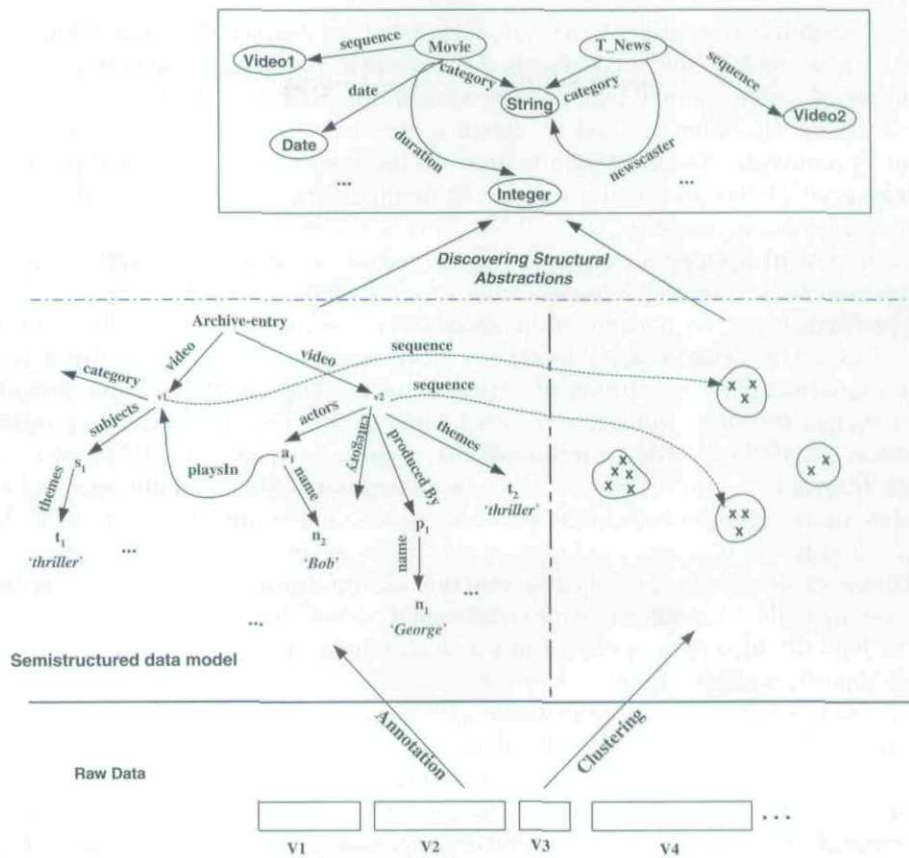 sequence Movie T_News
Video1 category sequence
date String category
Video2
Date duration newscaster
... Integer ...
Discovering Structural
Abstractions
Archive-entry
video video sequence
category v1 v2 sequence
subjects actors category produced By themes
s1 playsIn a1
themes name t2
t1 p1 'thriller'
'thriller' ... n2 name
'Bob' ...
n1
... 'George'
Semistructured data model
Annotation Clustering
Raw Data
...
V1 V2 V3 V4
x x x
x x x x x
x x x
x x x